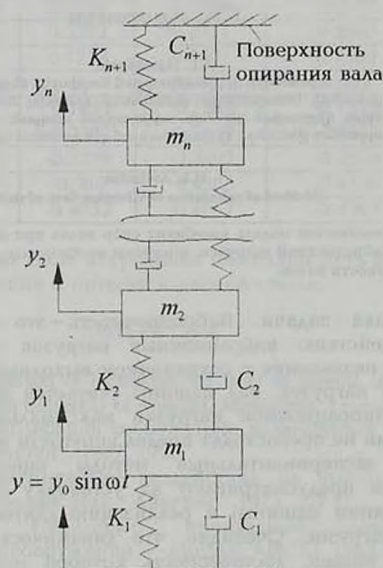 K_{n+1}
C_{n+1}
Поверхность
опирания вала
y_n
m_n
y_2
m_2
K_2
C_2
y_1
m_1
y = y_0 sin ωt
K_1
C_1